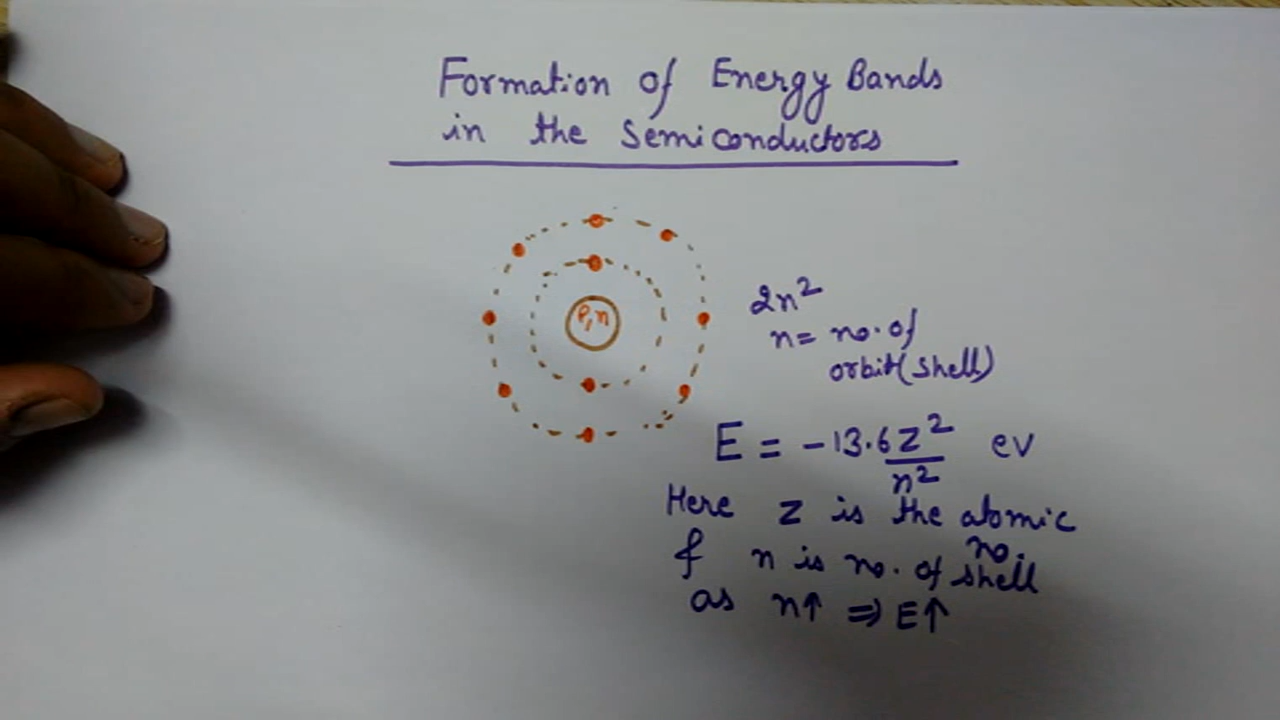 Formation of Energy Bands
in the Semiconductors
P, n
2n²
n = no. of
orbit (shell)
E = -13.6 Z²/n² ev
Here z is the atomic no.
& n is no. of shell
as n↑ ⇒ E↑